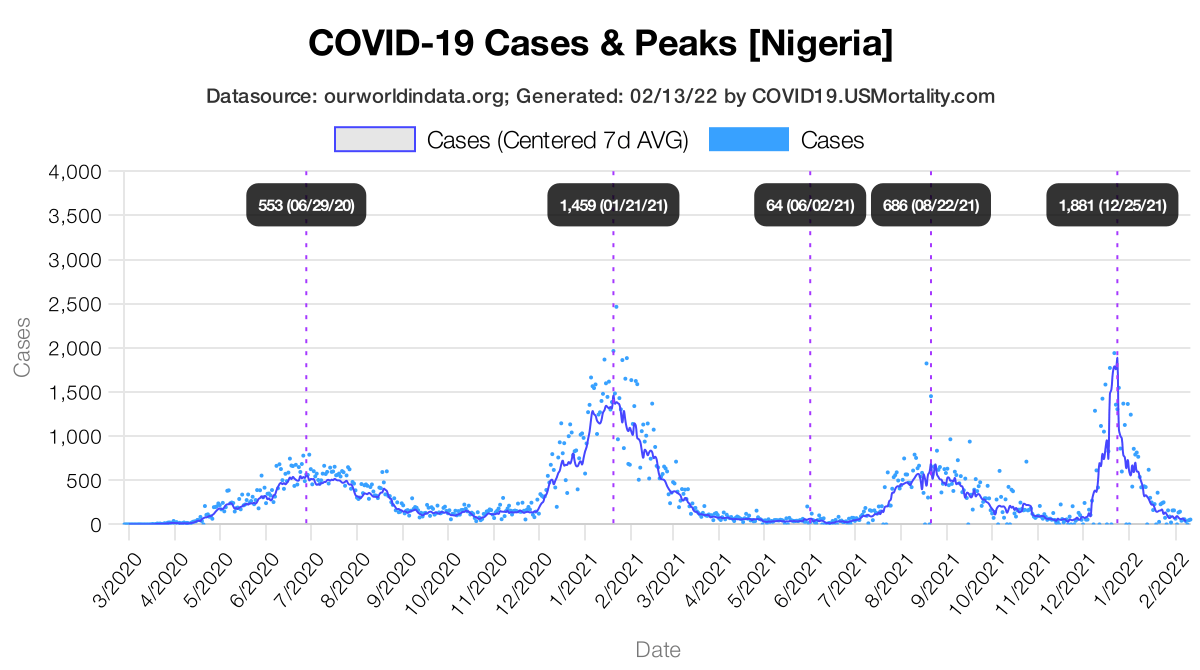 COVID-19 Cases & Peaks [Nigeria]
Datasource: ourworldindata.org; Generated: 02/13/22 by COVID19.USMortality.com
Cases (Centered 7d AVG) Cases
4,000
3,500
3,000
2,500
2,000
1,500
1,000
500
0
Cases
553 (06/29/20) 1,459 (01/21/21) 64 (06/02/21) 686 (08/22/21) 1,881 (12/25/21)
3/2020 4/2020 5/2020 6/2020 7/2020 8/2020 9/2020 10/2020 11/2020 12/2020 1/2021 2/2021 3/2021 4/2021 5/2021 6/2021 7/2021 8/2021 9/2021 10/2021 11/2021 12/2021 1/2022 2/2022
Date